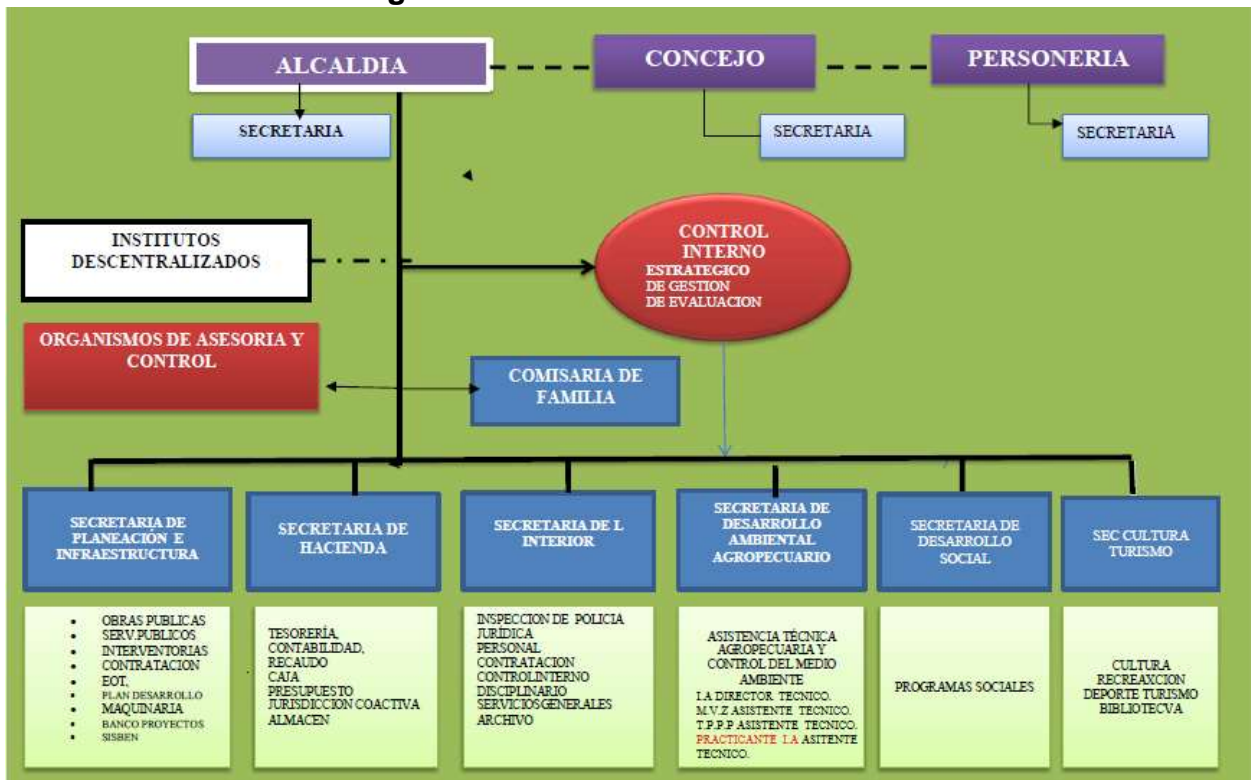 ALCALDIA
CONCEJO
PERSONERIA
SECRETARIA
SECRETARIA
SECRETARIA
INSTITUTOS
DESCENTRALIZADOS
CONTROL
INTERNO
ESTRATEGICO
DE GESTION
DE EVALUACION
ORGANISMOS DE ASESORIA Y
CONTROL
COMISARIA DE
FAMILIA
SECRETARIA DE
PLANEACIÓN E
INFRAESTRUCTURA
SECRETARIA DE
HACIENDA
SECRETARIA DE L
INTERIOR
SECRETARIA DE
DESARROLLO
AMBIENTAL
AGROPECUARIO
SECRETARIA DE
DESARROLLO
SOCIAL
SEC CULTURA
TURISMO
• OBRAS PUBLICAS
• SERV.PUBLICOS
• INTERVENTORIAS
• CONTRATACION
• EOT,
• PLAN DESARROLLO
• MAQUINARIA
• BANCO PROYECTOS
• SISBEN
TESORERÍA,
CONTABILIDAD,
RECAUDO
CAJA
PRESUPUESTO
JURISDICCION COACTIVA
ALMACEN
INSPECCION DE POLICIA
JURÍDICA
PERSONAL
CONTRATACION
CONTROLINTERNO
DISCIPLINARIO
SERVICIOSGENERALES
ARCHIVO
ASISTENCIA TÉCNICA
AGROPECUARIA Y
CONTROL DEL MEDIO
AMBIENTE
I.A DIRECTOR TECNICO.
M.V.Z ASISTENTE TECNICO.
T.P.P.P ASISTENTE TECNICO.
PRACTICANTE I.A ASITENTE
TECNICO.
PROGRAMAS SOCIALES
CULTURA
RECREAXCION
DEPORTE TURISMO
BIBLIOTECVA